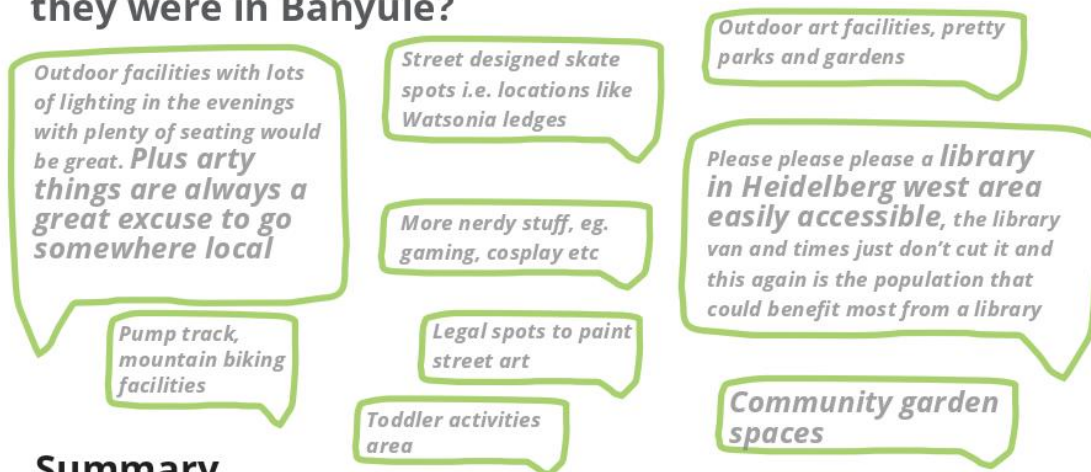 they were in Banyule?
Outdoor facilities with lots
of lighting in the evenings
with plenty of seating would
be great. Plus arty
things are always a
great excuse to go
somewhere local
Street designed skate
spots i.e. locations like
Watsonia ledges
Outdoor art facilities, pretty
parks and gardens
More nerdy stuff, eg.
gaming, cosplay etc
Please please please a library
in Heidelberg west area
easily accessible, the library
van and times just don’t cut it and
this again is the population that
could benefit most from a library
Pump track,
mountain biking
facilities
Legal spots to paint
street art
Toddler activities
area
Community garden
spaces
Summary